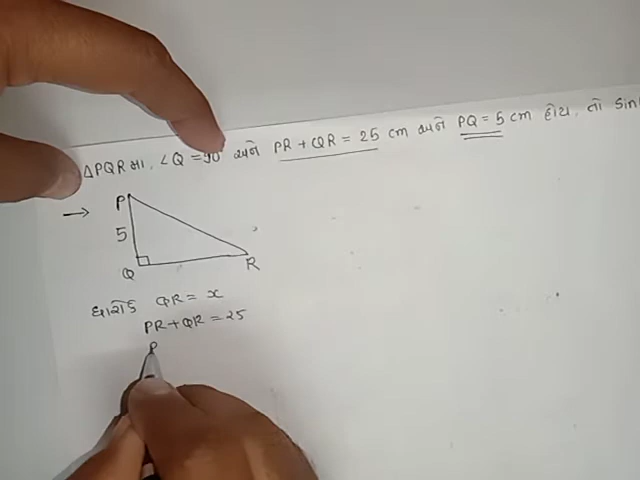 ΔPQR માં, ∠Q = 90° અને PR + QR = 25 cm અને PQ = 5 cm હોય, તો sin
→
P
5
Q
R
ધારોકે QR = x
PR + QR = 25
P